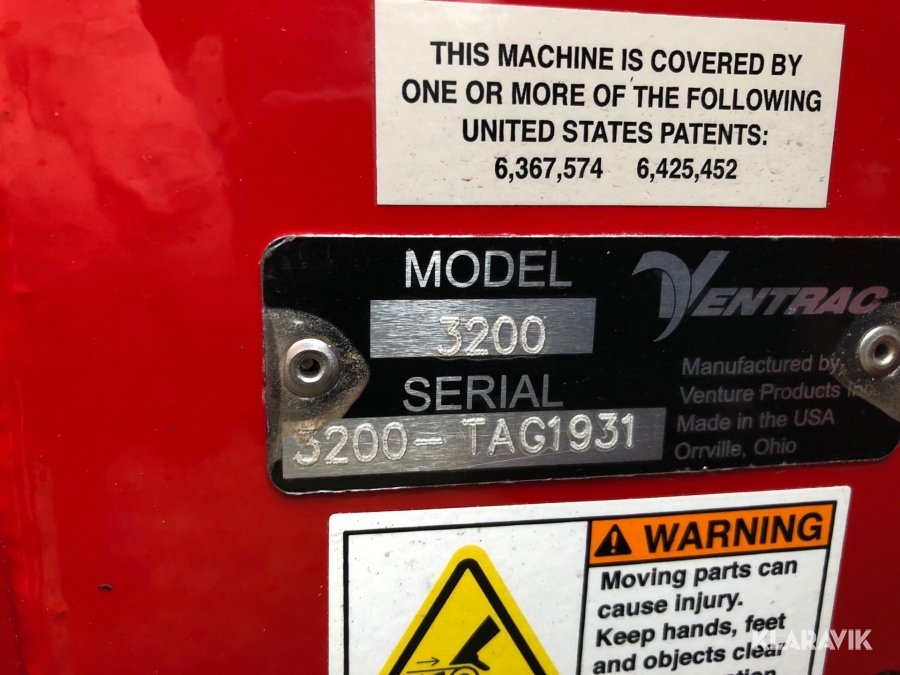 THIS MACHINE IS COVERED BY
ONE OR MORE OF THE FOLLOWING
UNITED STATES PATENTS:
6,367,574 6,425,452
MODEL
VENTRAC
3200
Manufactured by
SERIAL
Venture Products
3200-TAG1931
Made in the USA
Orrville, Ohio
WARNING
Moving parts can
cause injury.
Keep hands, feet
and objects clear
KLARAVIK